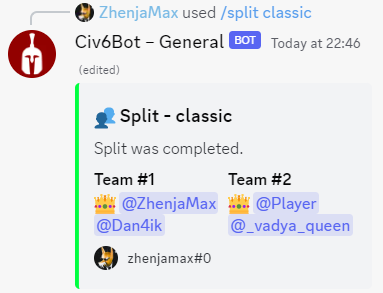 ZhenjaMax used /split classic
Civ6Bot – General BOT Today at 22:46
(edited)
Split - classic
Split was completed.
Team #1 Team #2
@ZhenjaMax @Player
@Dan4ik @_vadya_queen
zhenjamax#0